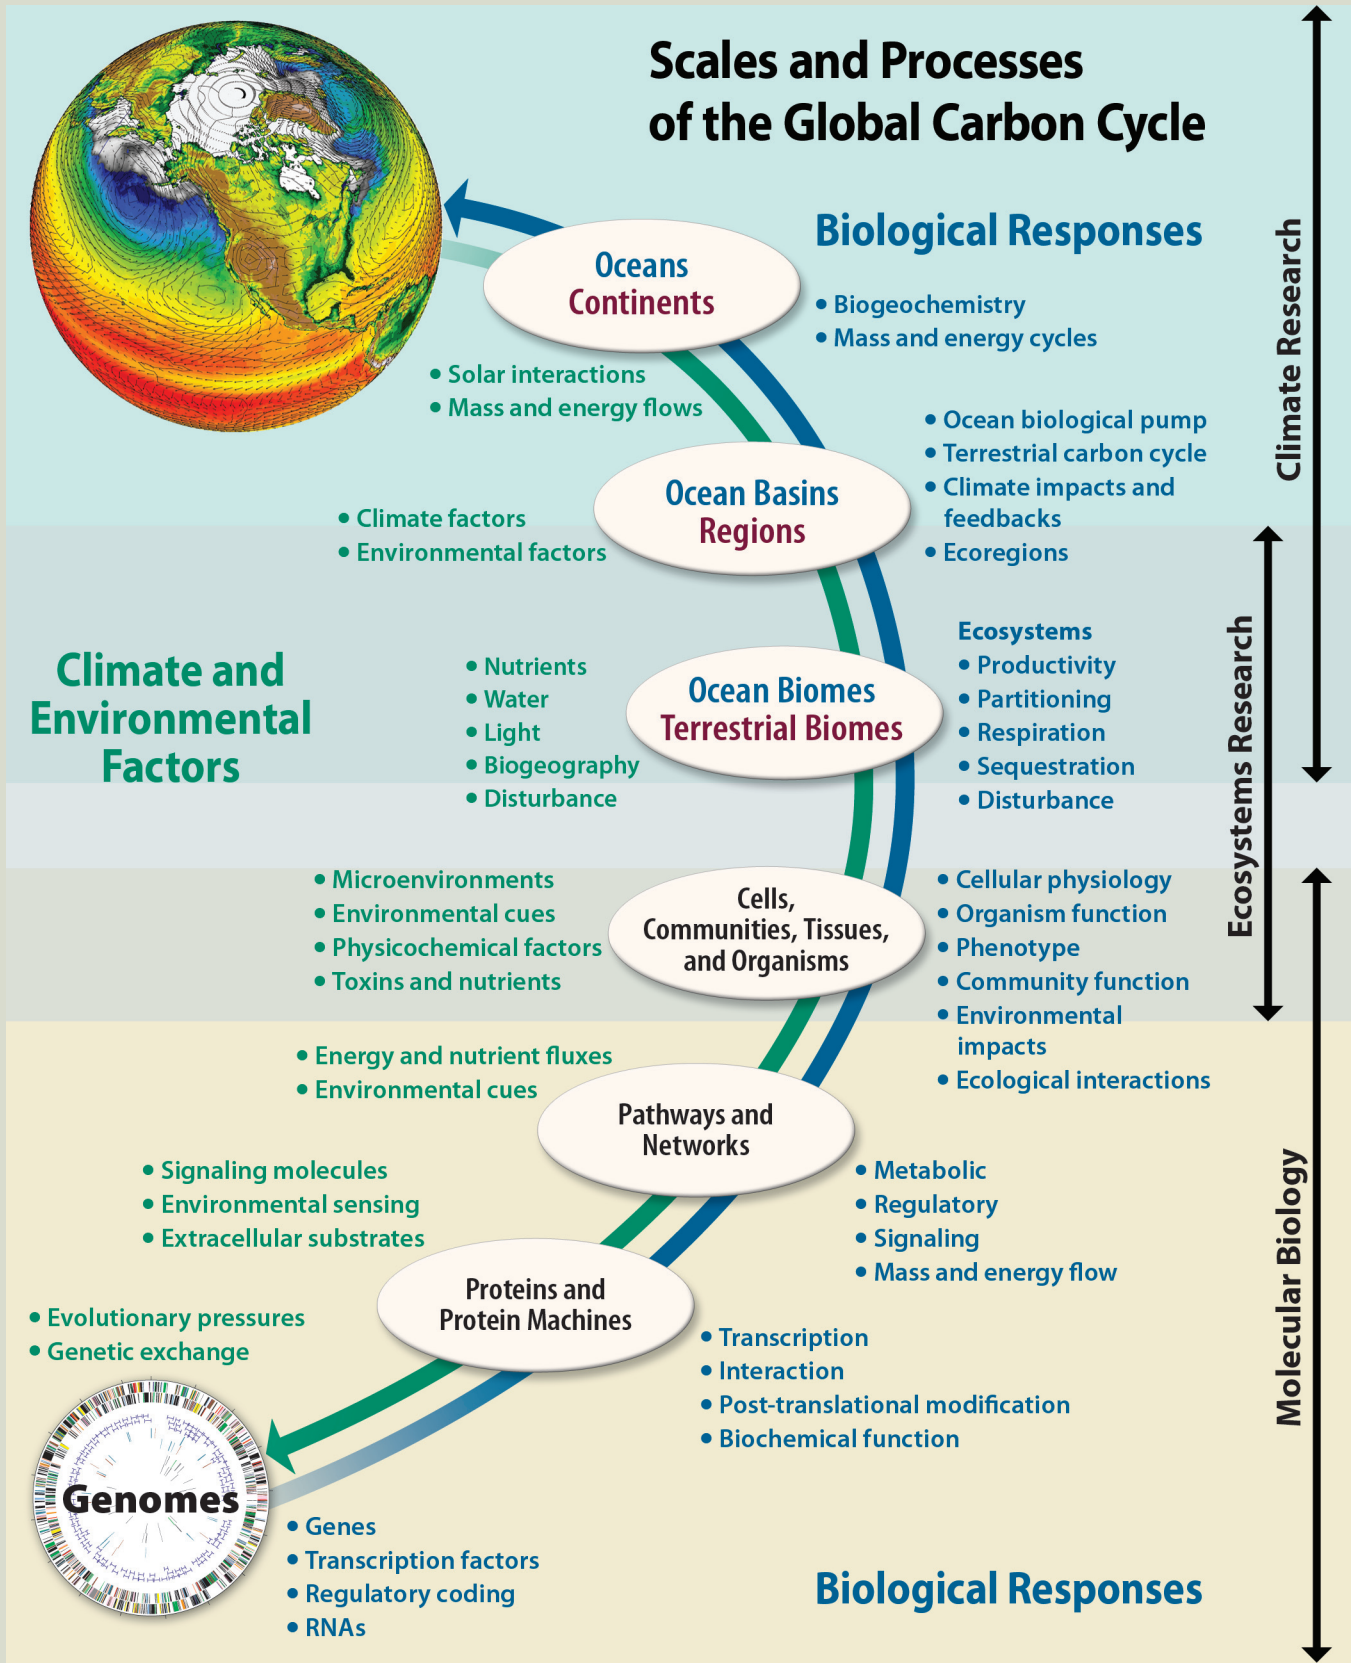 Scales and Processes
of the Global Carbon Cycle
Biological Responses
Oceans
Continents
• Biogeochemistry
• Mass and energy cycles
• Solar interactions
• Mass and energy flows
Climate Research
• Ocean biological pump
• Terrestrial carbon cycle
• Climate impacts and
feedbacks
• Ecoregions
Ocean Basins
Regions
• Climate factors
• Environmental factors
Climate and
Environmental
Factors
• Nutrients
• Water
• Light
• Biogeography
• Disturbance
Ocean Biomes
Terrestrial Biomes
Ecosystems
• Productivity
• Partitioning
• Respiration
• Sequestration
• Disturbance
Ecosystems Research
• Microenvironments
• Environmental cues
• Physicochemical factors
• Toxins and nutrients
Cells,
Communities, Tissues,
and Organisms
• Cellular physiology
• Organism function
• Phenotype
• Community function
• Environmental
impacts
• Ecological interactions
• Energy and nutrient fluxes
• Environmental cues
Pathways and
Networks
• Signaling molecules
• Environmental sensing
• Extracellular substrates
• Metabolic
• Regulatory
• Signaling
• Mass and energy flow
Molecular Biology
Proteins and
Protein Machines
• Evolutionary pressures
• Genetic exchange
• Transcription
• Interaction
• Post-translational modification
• Biochemical function
Genomes
• Genes
• Transcription factors
• Regulatory coding
• RNAs
Biological Responses